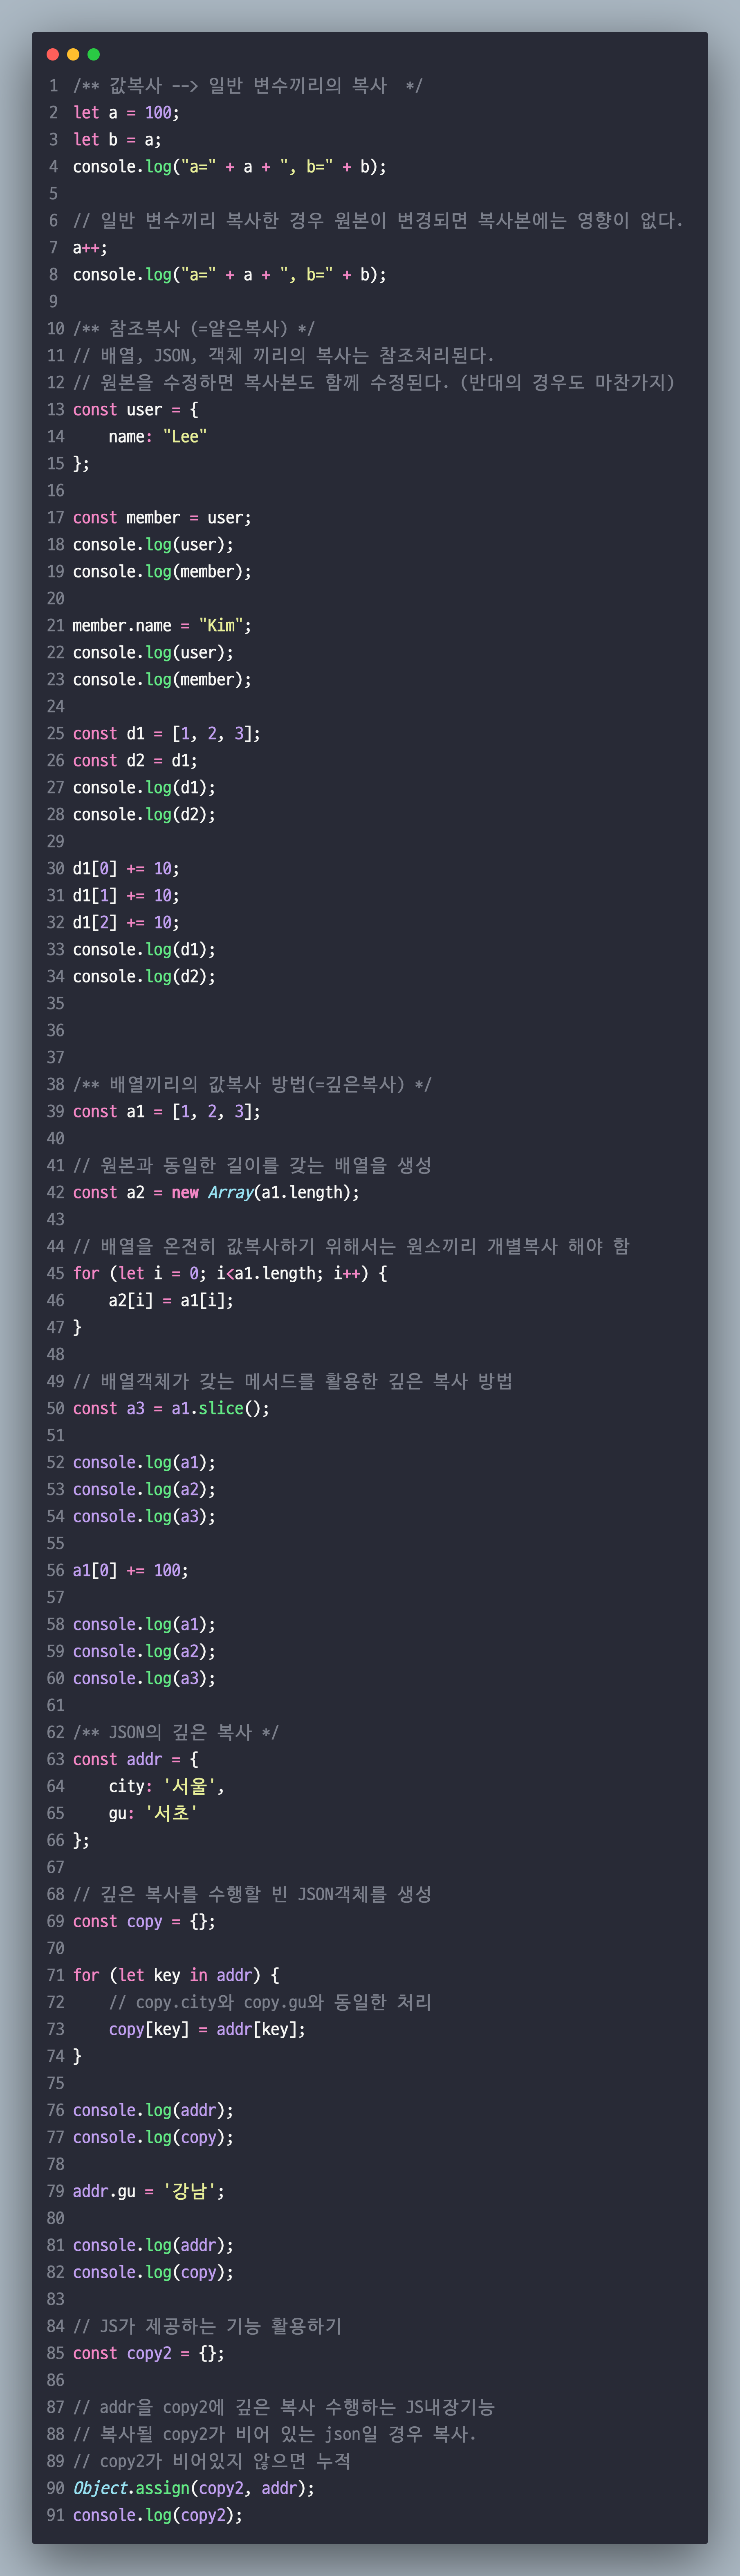 1 /** 값복사 --> 일반 변수끼리의 복사  */
2 let a = 100;
3 let b = a;
4 console.log("a=" + a + ", b=" + b);
5
6 // 일반 변수끼리 복사한 경우 원본이 변경되면 복사본에는 영향이 없다.
7 a++;
8 console.log("a=" + a + ", b=" + b);
9
10 /** 참조복사 (=얕은복사) */
11 // 배열, JSON, 객체 끼리의 복사는 참조처리된다.
12 // 원본을 수정하면 복사본도 함께 수정된다. (반대의 경우도 마찬가지)
13 const user = {
14     name: "Lee"
15 };
16
17 const member = user;
18 console.log(user);
19 console.log(member);
20
21 member.name = "Kim";
22 console.log(user);
23 console.log(member);
24
25 const d1 = [1, 2, 3];
26 const d2 = d1;
27 console.log(d1);
28 console.log(d2);
29
30 d1[0] += 10;
31 d1[1] += 10;
32 d1[2] += 10;
33 console.log(d1);
34 console.log(d2);
35
36
37
38 /** 배열끼리의 값복사 방법(=깊은복사) */
39 const a1 = [1, 2, 3];
40
41 // 원본과 동일한 길이를 갖는 배열을 생성
42 const a2 = new Array(a1.length);
43
44 // 배열을 온전히 값복사하기 위해서는 원소끼리 개별복사 해야 함
45 for (let i = 0; i<a1.length; i++) {
46     a2[i] = a1[i];
47 }
48
49 // 배열객체가 갖는 메서드를 활용한 깊은 복사 방법
50 const a3 = a1.slice();
51
52 console.log(a1);
53 console.log(a2);
54 console.log(a3);
55
56 a1[0] += 100;
57
58 console.log(a1);
59 console.log(a2);
60 console.log(a3);
61
62 /** JSON의 깊은 복사 */
63 const addr = {
64     city: '서울',
65     gu: '서초'
66 };
67
68 // 깊은 복사를 수행할 빈 JSON객체를 생성
69 const copy = {};
70
71 for (let key in addr) {
72     // copy.city와 copy.gu와 동일한 처리
73     copy[key] = addr[key];
74 }
75
76 console.log(addr);
77 console.log(copy);
78
79 addr.gu = '강남';
80
81 console.log(addr);
82 console.log(copy);
83
84 // JS가 제공하는 기능 활용하기
85 const copy2 = {};
86
87 // addr을 copy2에 깊은 복사 수행하는 JS내장기능
88 // 복사될 copy2가 비어 있는 json일 경우 복사.
89 // copy2가 비어있지 않으면 누적
90 Object.assign(copy2, addr);
91 console.log(copy2);